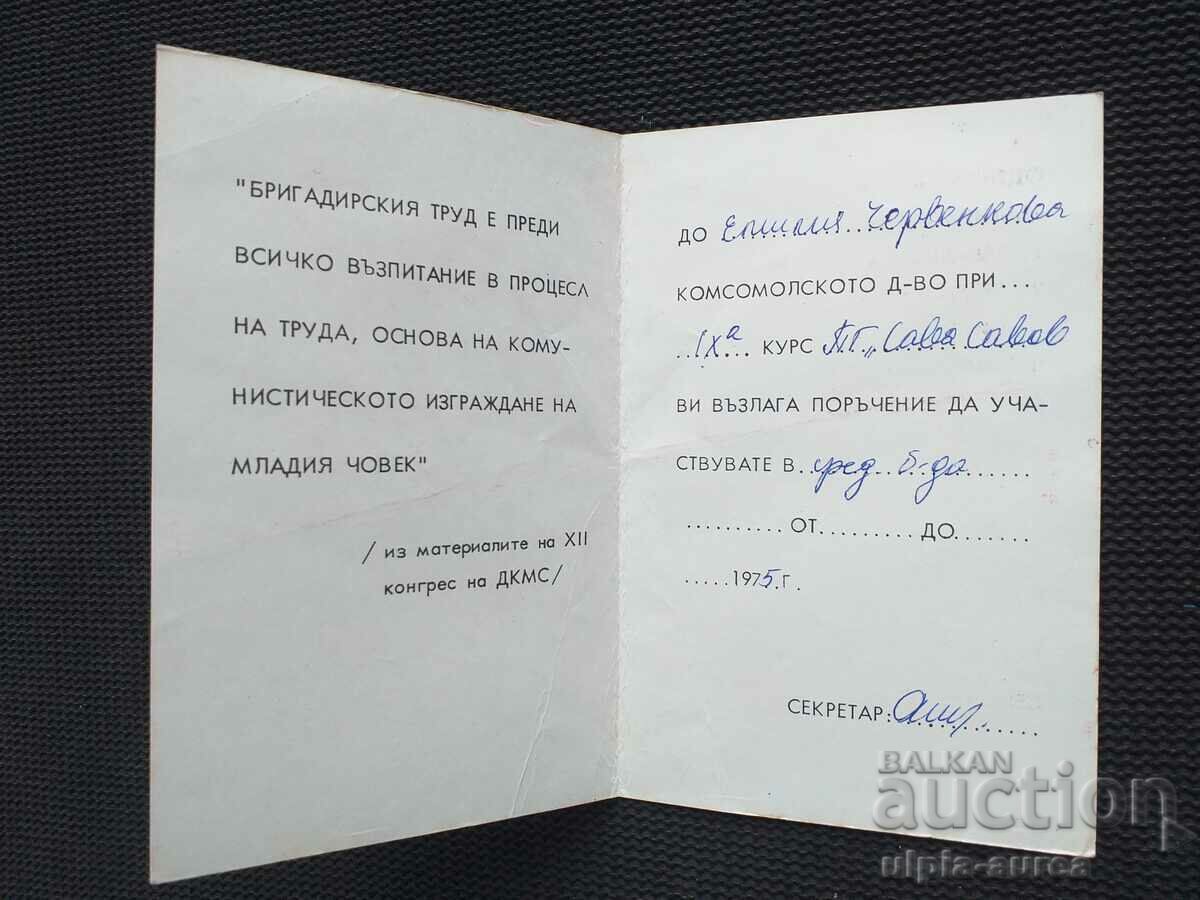 "БРИГАДИРСКИЯ ТРУД Е ПРЕДИ
ВСИЧКО ВЪЗПИТАНИЕ В ПРОЦЕСА
НА ТРУДА, ОСНОВА НА КОМУ-
НИСТИЧЕСКОТО ИЗГРАЖДАНЕ НА
МЛАДИЯ ЧОВЕК"
/ из материалите на XII
конгрес на ДКМС/
ДО Емилия Червенкова
КОМСОМОЛСКОТО Д-ВО ПРИ...
..IXа... КУРС ПГ „Сава Савов
ВИ ВЪЗЛАГА ПОРЪЧЕНИЕ ДА УЧА-
СТВУВАТЕ В..сред. б-да.......
.......... ОТ......... ДО........
.....1975.г.
СЕКРЕТАР:
BALKAN
auction
ulpia-aurea